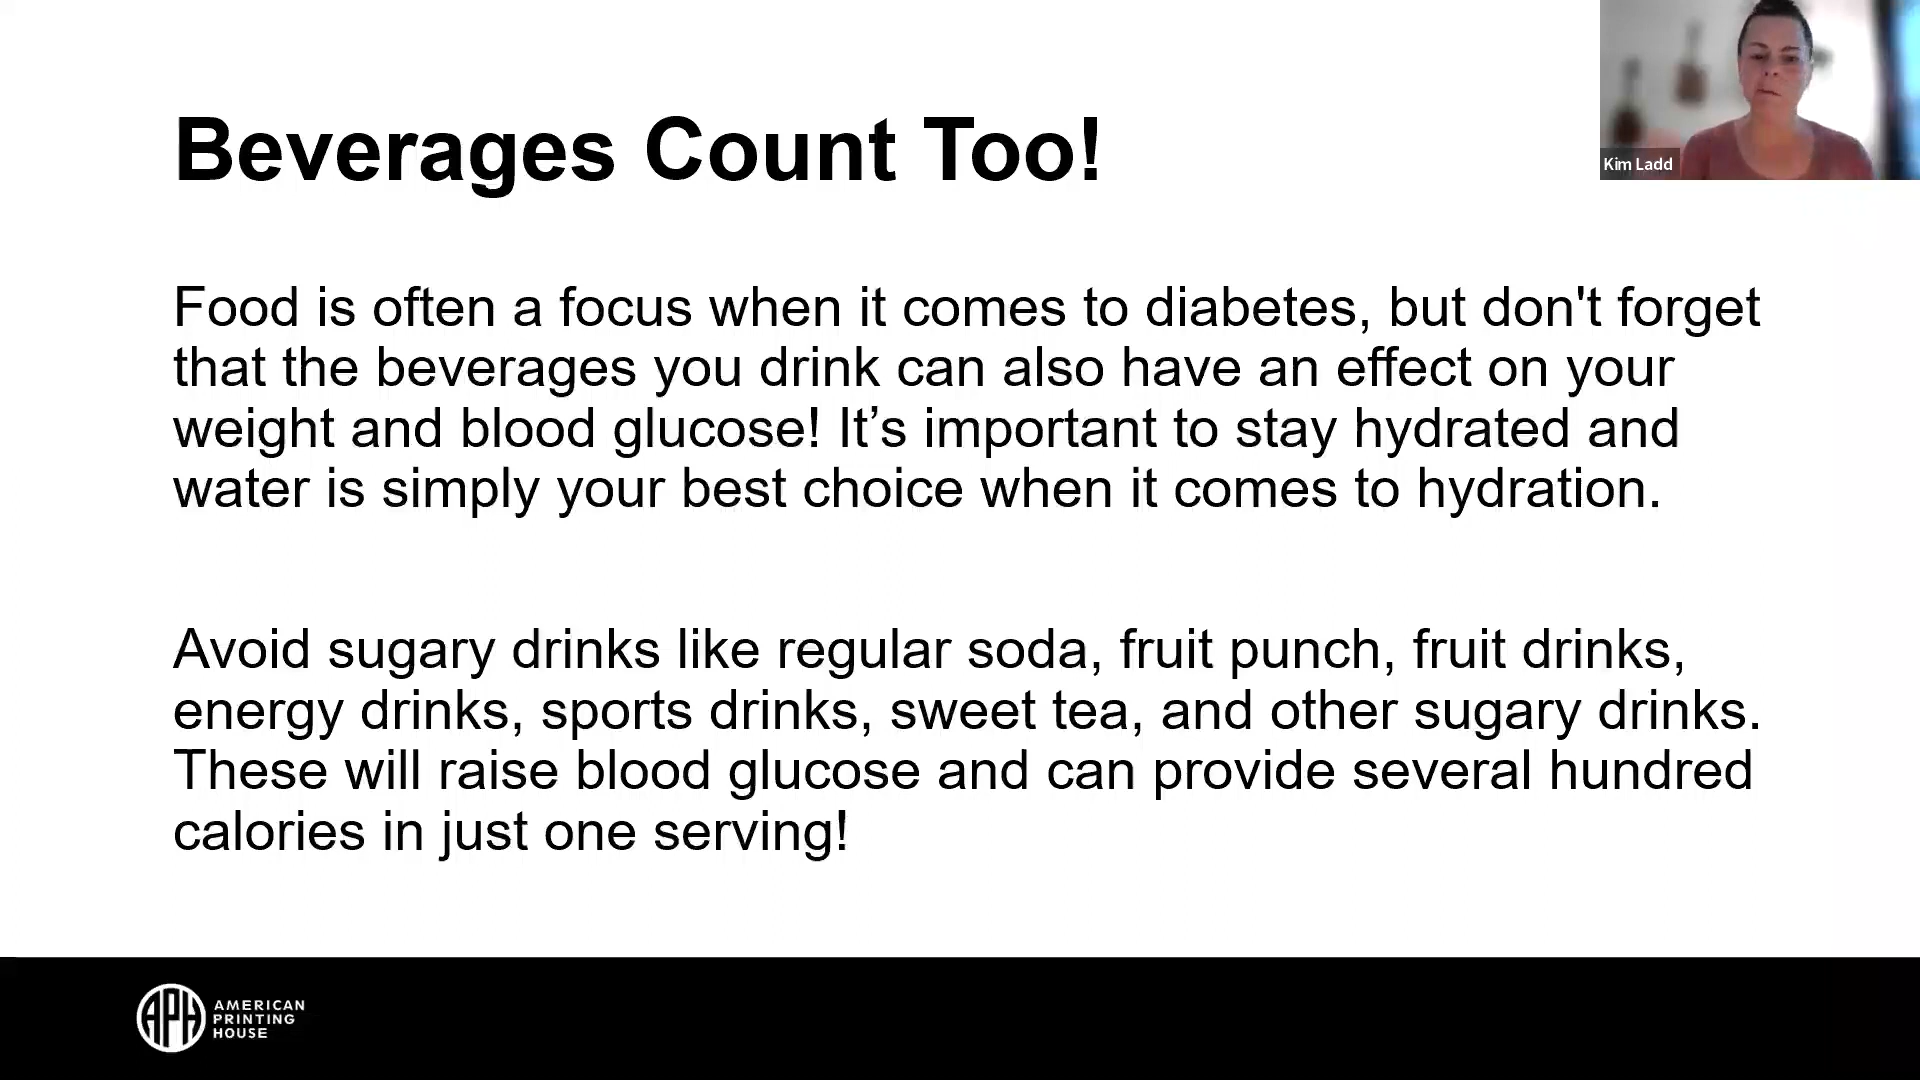 Beverages Count Too!
Kim Ladd
Food is often a focus when it comes to diabetes, but don't forget
that the beverages you drink can also have an effect on your
weight and blood glucose! It’s important to stay hydrated and
water is simply your best choice when it comes to hydration.
Avoid sugary drinks like regular soda, fruit punch, fruit drinks,
energy drinks, sports drinks, sweet tea, and other sugary drinks.
These will raise blood glucose and can provide several hundred
calories in just one serving!
APH
AMERICAN
PRINTING
HOUSE